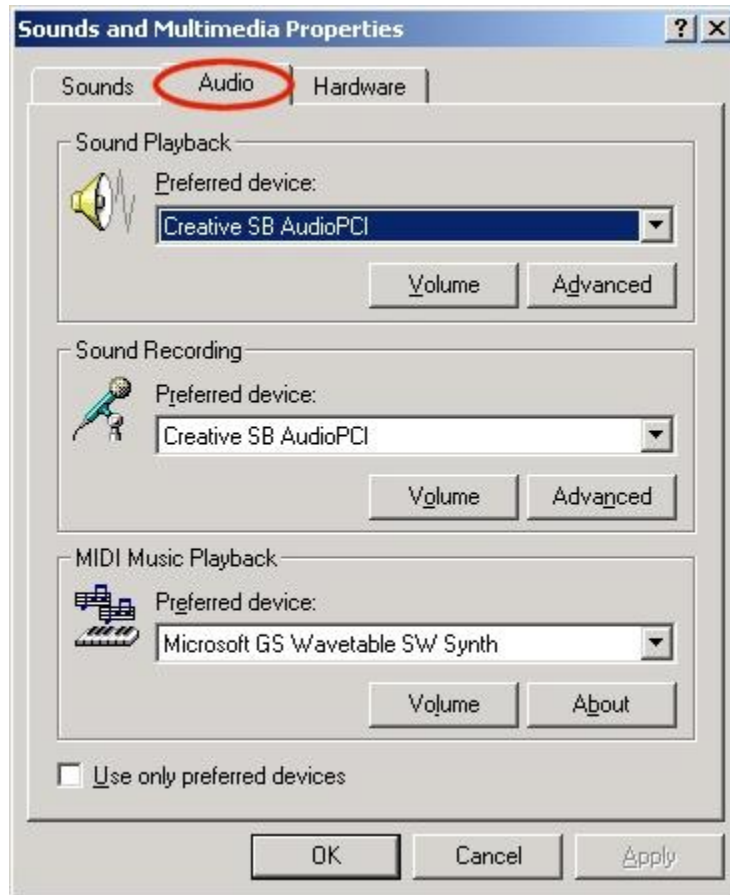 Sounds and Multimedia Properties
Sounds Audio Hardware
Sound Playback
Preferred device:
Creative SB AudioPCI
Volume Advanced
Sound Recording
Preferred device:
Creative SB AudioPCI
Volume Advanced
MIDI Music Playback
Preferred device:
Microsoft GS Wavetable SW Synth
Volume About
Use only preferred devices
OK Cancel Apply